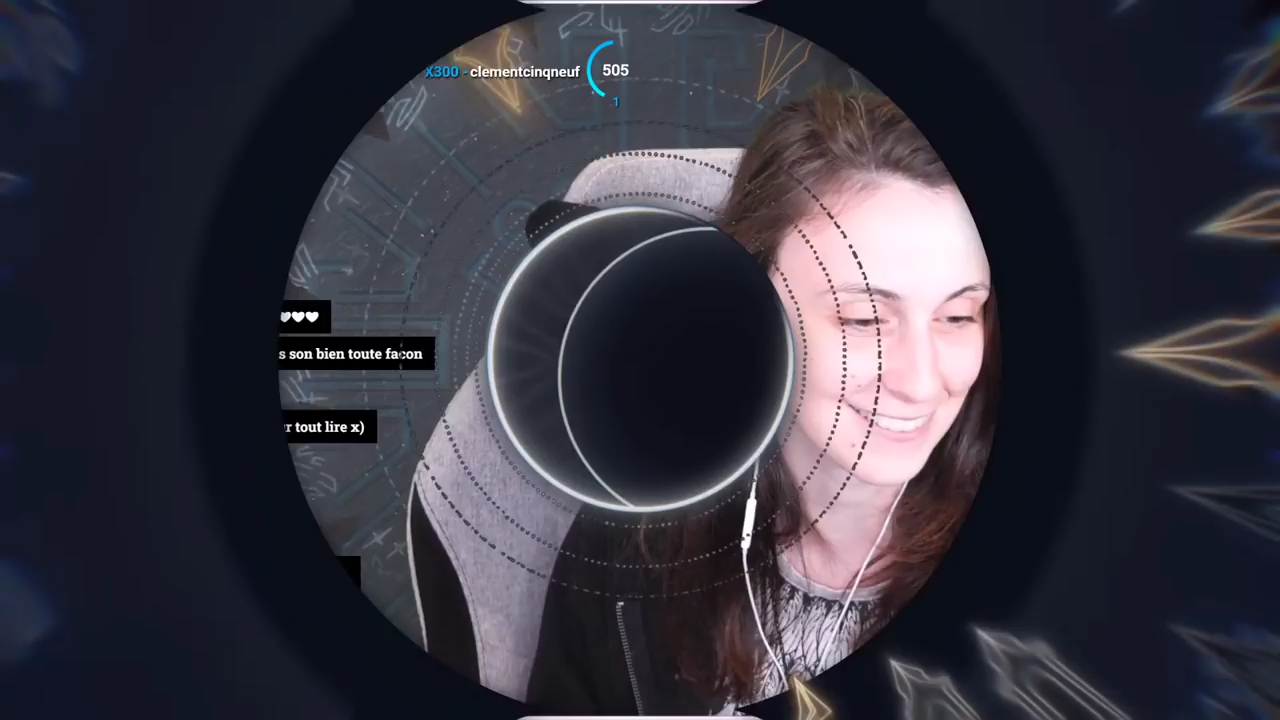 X300 - clementcinqneuf 505
1
s son bien toute facon
r tout lire x)